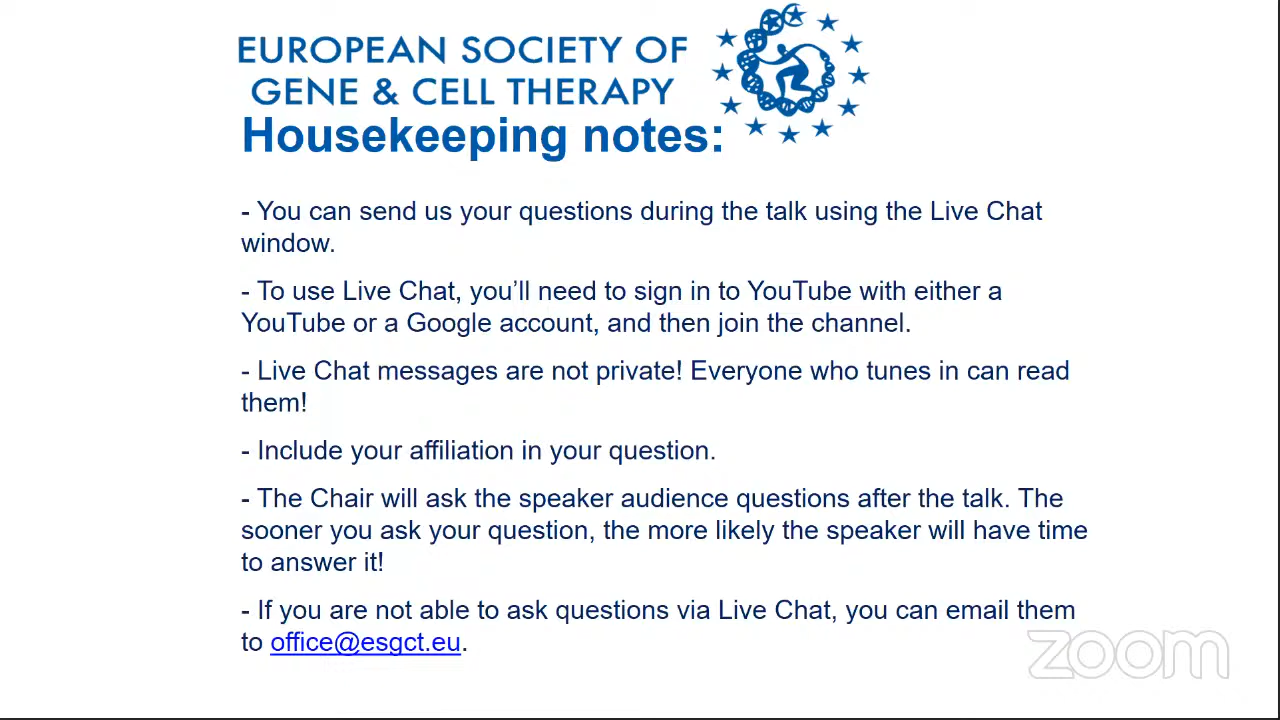 EUROPEAN SOCIETY OF
GENE & CELL THERAPY
Housekeeping notes:
- You can send us your questions during the talk using the Live Chat
window.
- To use Live Chat, you’ll need to sign in to YouTube with either a
YouTube or a Google account, and then join the channel.
- Live Chat messages are not private! Everyone who tunes in can read
them!
- Include your affiliation in your question.
- The Chair will ask the speaker audience questions after the talk. The
sooner you ask your question, the more likely the speaker will have time
to answer it!
- If you are not able to ask questions via Live Chat, you can email them
to office@esgct.eu.
zoom